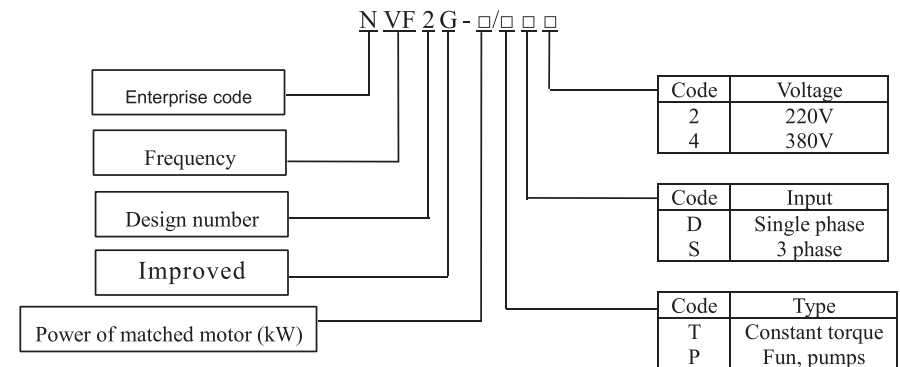 N VF 2 G - □/□ □ □
Enterprise code
Frequency
Design number
Improved
Power of matched motor (kW)
Code Voltage
2 220V
4 380V
Code Input
D Single phase
S 3 phase
Code Type
T Constant torque
P Fun, pumps